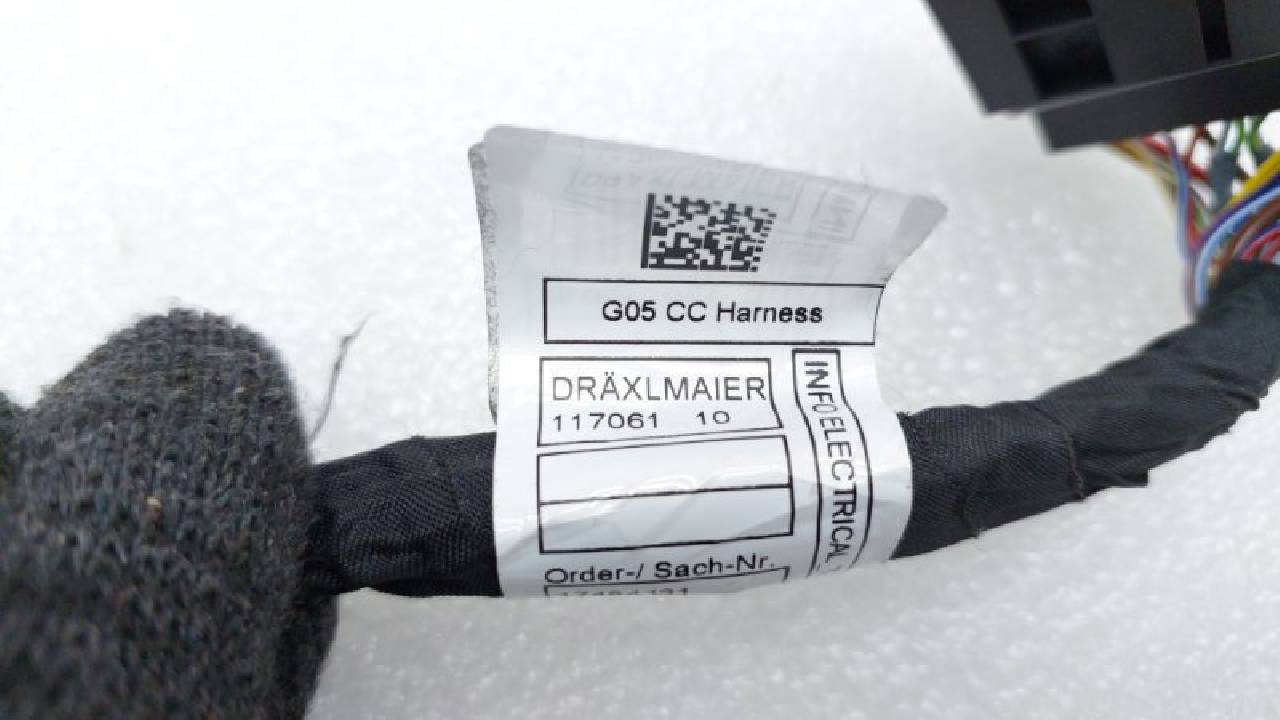 G05 CC Harness
DRÄXLMAIER
117061 10
INFOELECTRICAL
Order-/ Sach-Nr.